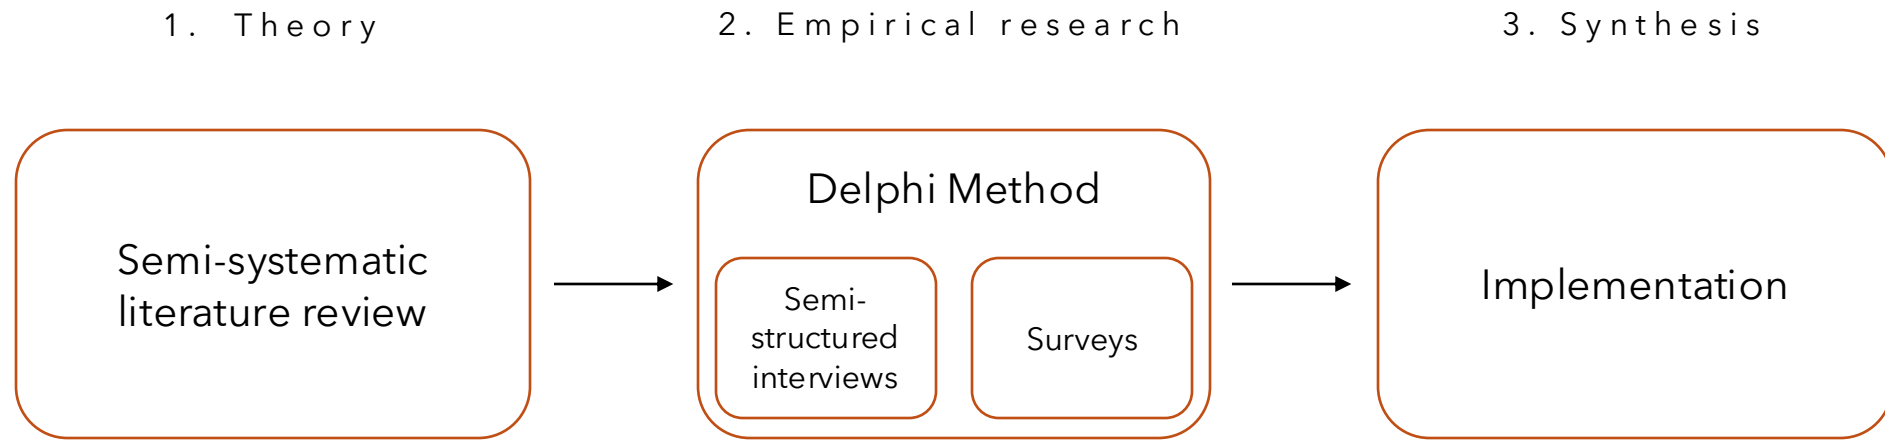 1. Theory
2. Empirical research
3. Synthesis
Semi-systematic
literature review
Delphi Method
Semi-
structured
interviews
Surveys
Implementation